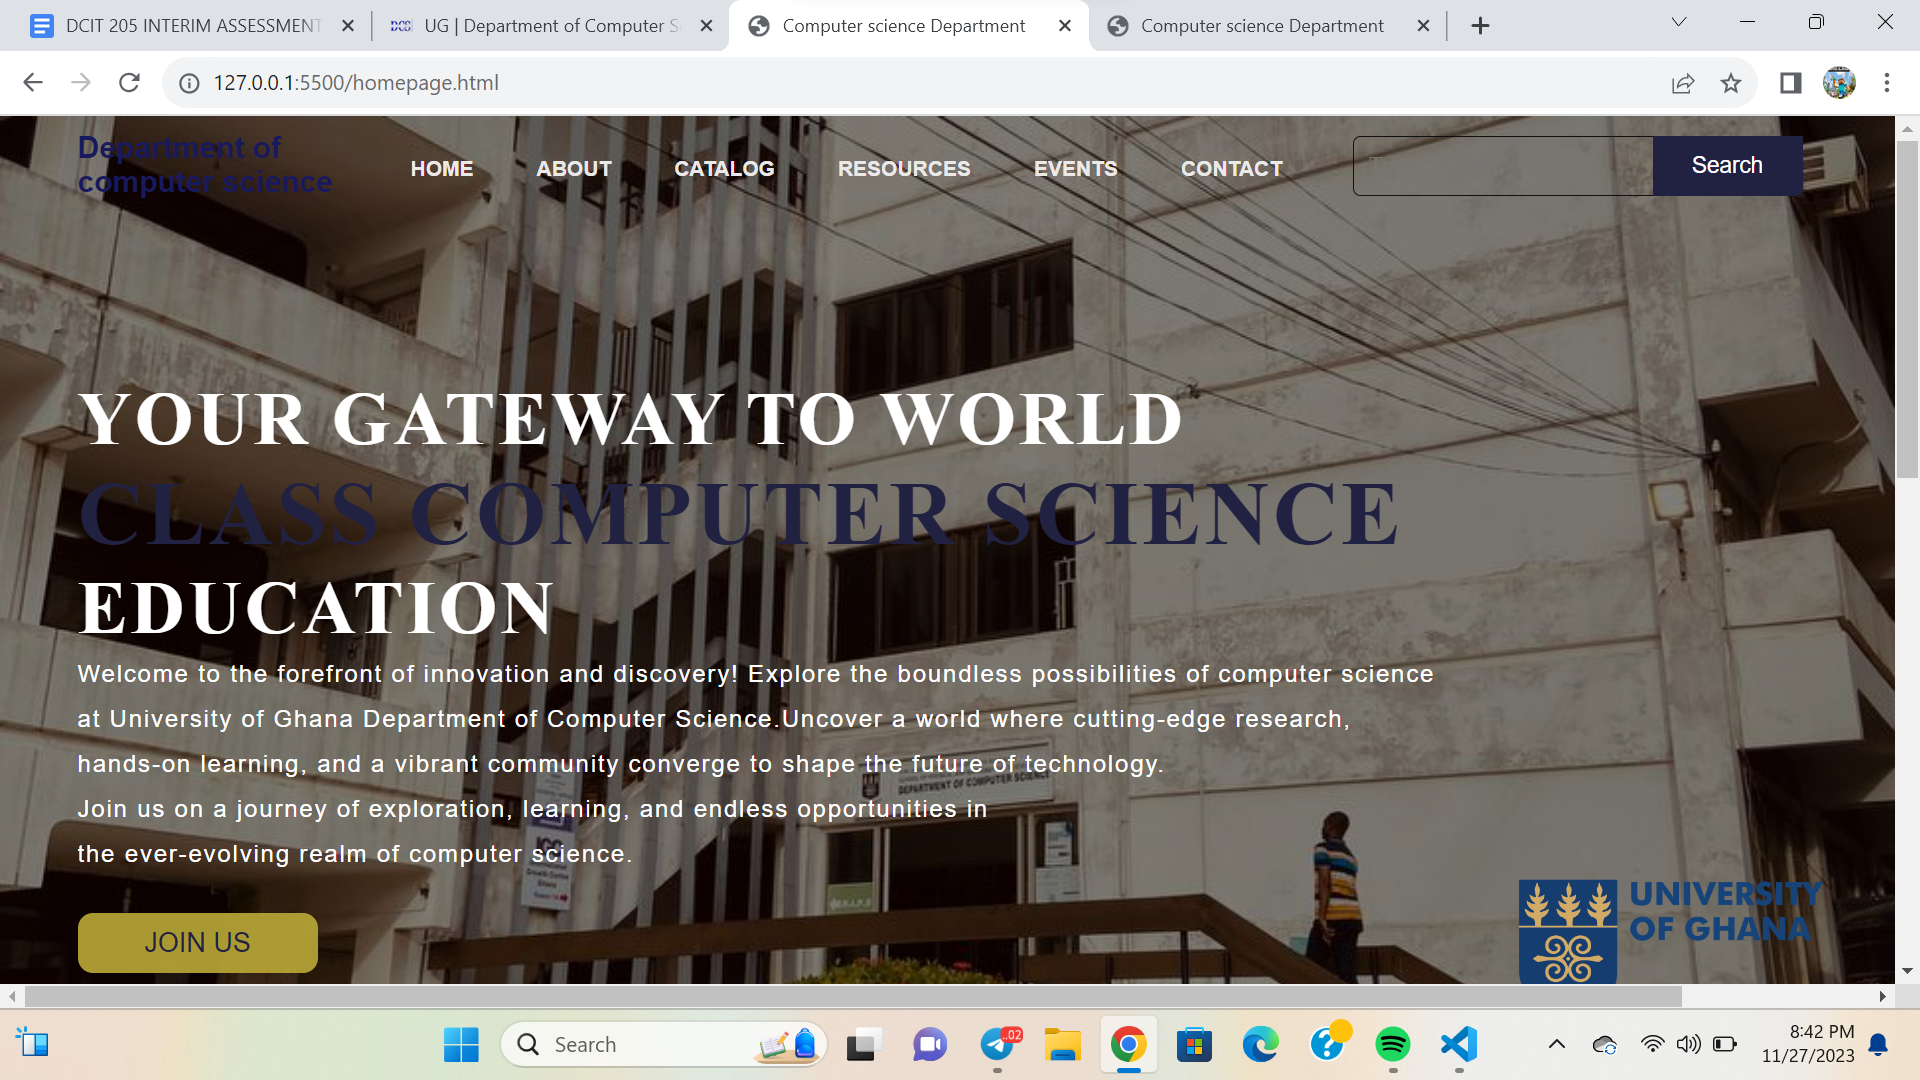 DCIT 205 INTERIM ASSESSMENT
UG | Department of Computer S
Computer science Department
Computer science Department
127.0.0.1:5500/homepage.html
Department of
computer science
HOME
ABOUT
CATALOG
RESOURCES
EVENTS
CONTACT
Search
YOUR GATEWAY TO WORLD
CLASS COMPUTER SCIENCE
EDUCATION
Welcome to the forefront of innovation and discovery! Explore the boundless possibilities of computer science
at University of Ghana Department of Computer Science.Uncover a world where cutting-edge research,
hands-on learning, and a vibrant community converge to shape the future of technology.
DEPARTMENT OF COMPUTER SCIENCE
Join us on a journey of exploration, learning, and endless opportunities in
the ever-evolving realm of computer science.
JOIN US
UNIVERSITY
OF GHANA
Search
..02
8:42 PM
11/27/2023